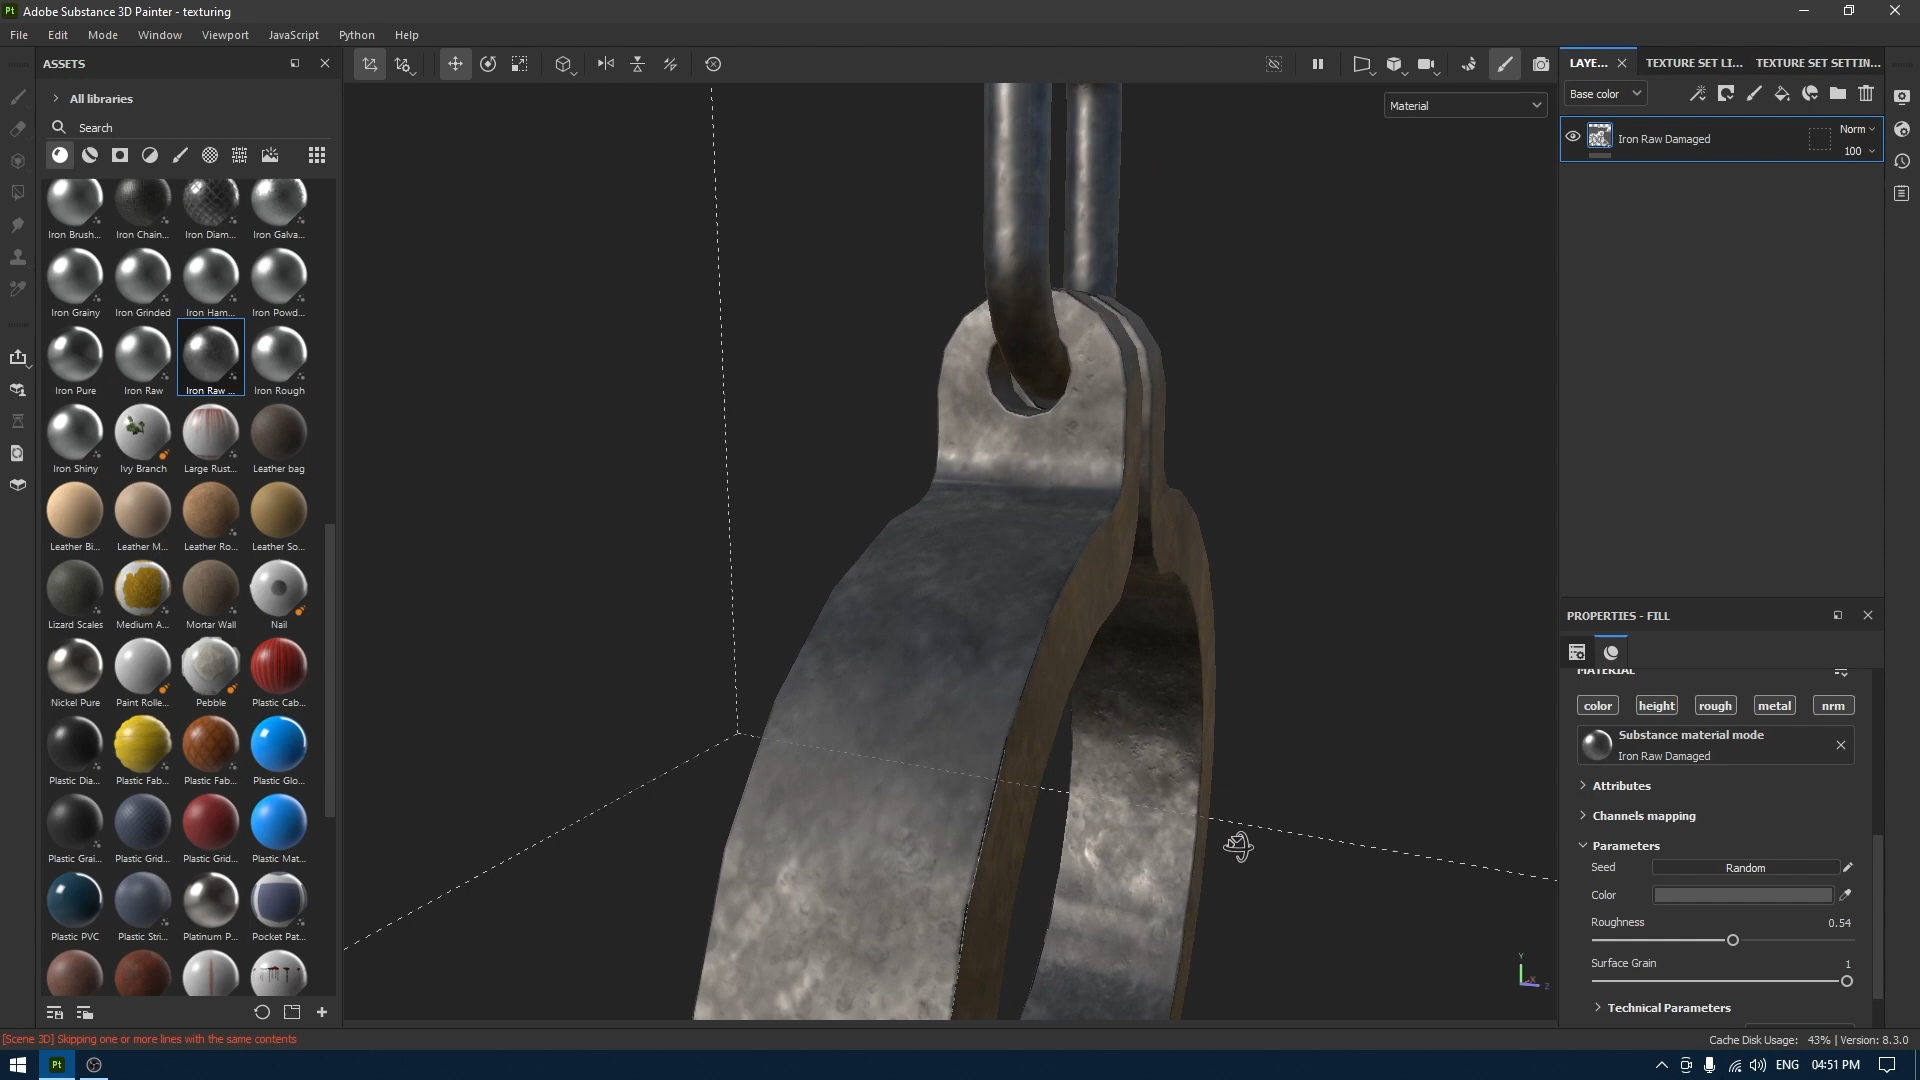 Pt Adobe Substance 3D Painter - texturing
File Edit Mode Window Viewport JavaScript Python Help
ASSETS
All libraries
Search
Iron Brush... Iron Chain... Iron Diam... Iron Galva...
Iron Grainy Iron Grinded Iron Ham... Iron Powd...
Iron Pure Iron Raw Iron Raw ... Iron Rough
Iron Shiny Ivy Branch Large Rust... Leather bag
Leather Bi... Leather M... Leather Ro... Leather So...
Lizard Scales Medium A... Mortar Wall Nail
Nickel Pure Paint Rolle... Pebble Plastic Cab...
Plastic Dia... Plastic Fab... Plastic Fab... Plastic Glo...
Plastic Grai... Plastic Grid... Plastic Grid... Plastic Mat...
Plastic PVC Plastic Stri... Platinum P... Pocket Pat...
Material
Y
X
Z
LAYE... TEXTURE SET LI... TEXTURE SET SETTIN...
Base color
Iron Raw Damaged
Norm
100
PROPERTIES - FILL
MATERIAL
color height rough metal nrm
Substance material mode
Iron Raw Damaged
Attributes
Channels mapping
Parameters
Seed Random
Color
Roughness 0.54
Surface Grain 1
Technical Parameters
[Scene 3D] Skipping one or more lines with the same contents
Cache Disk Usage: 43% | Version: 8.3.0
Pt
ENG 04:51 PM